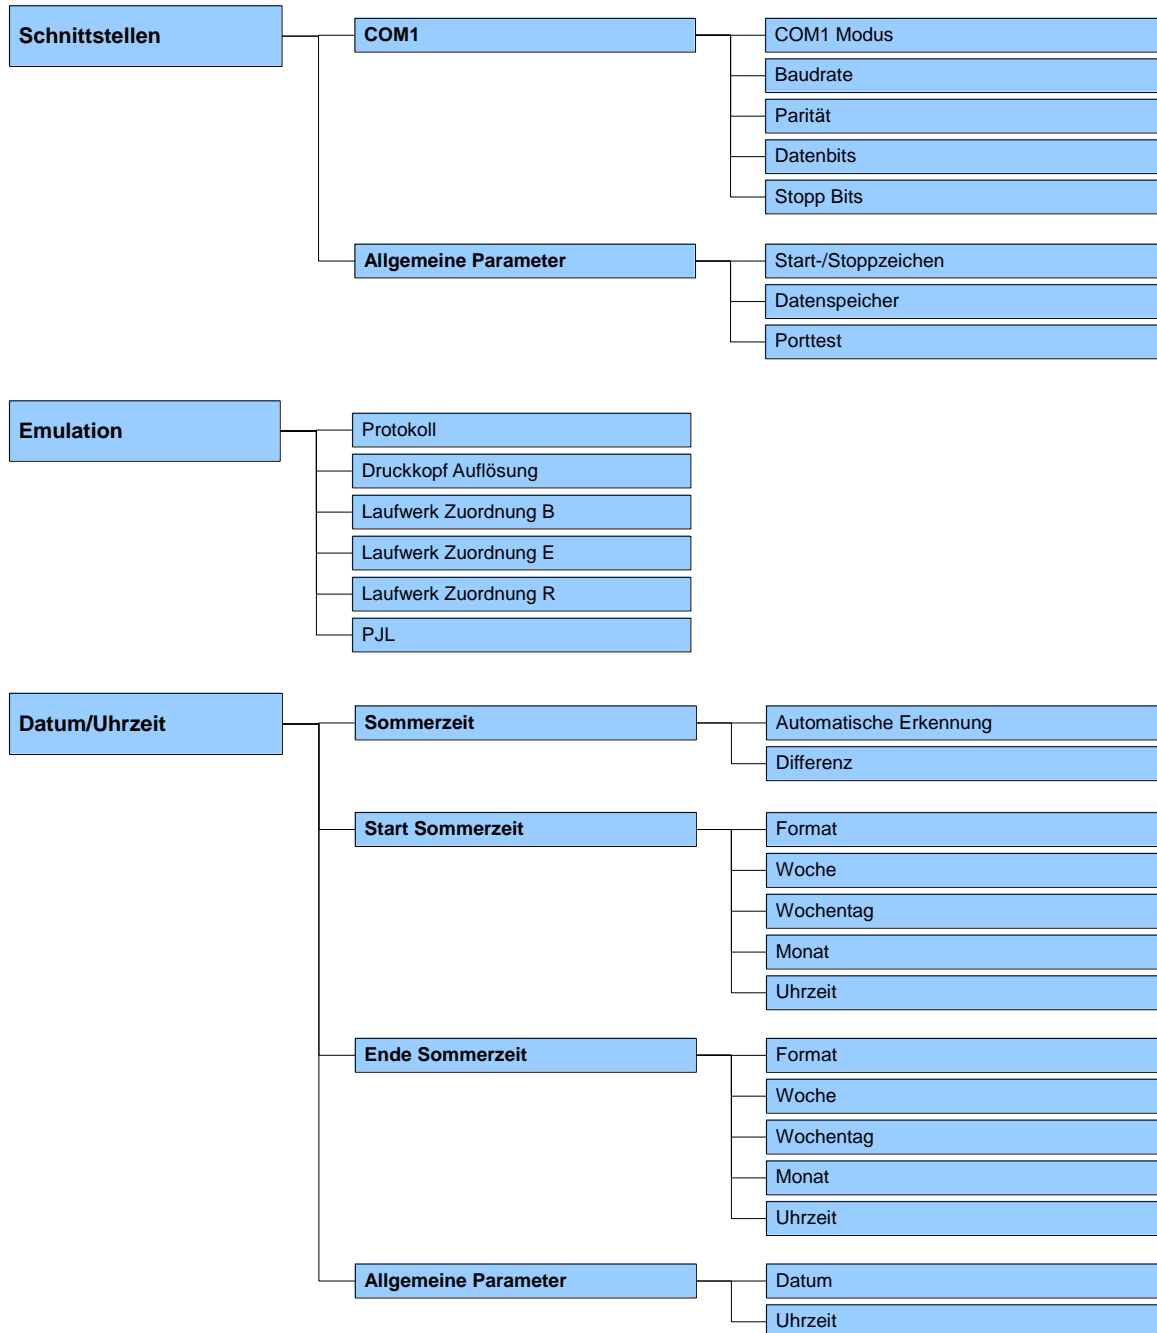 Schnittstellen
COM1
COM1 Modus
Baudrate
Parität
Datenbits
Stopp Bits
Allgemeine Parameter
Start-/Stoppzeichen
Datenspeicher
Porttest
Emulation
Protokoll
Druckkopf Auflösung
Laufwerk Zuordnung B
Laufwerk Zuordnung E
Laufwerk Zuordnung R
PJL
Datum/Uhrzeit
Sommerzeit
Automatische Erkennung
Differenz
Start Sommerzeit
Format
Woche
Wochentag
Monat
Uhrzeit
Ende Sommerzeit
Format
Woche
Wochentag
Monat
Uhrzeit
Allgemeine Parameter
Datum
Uhrzeit